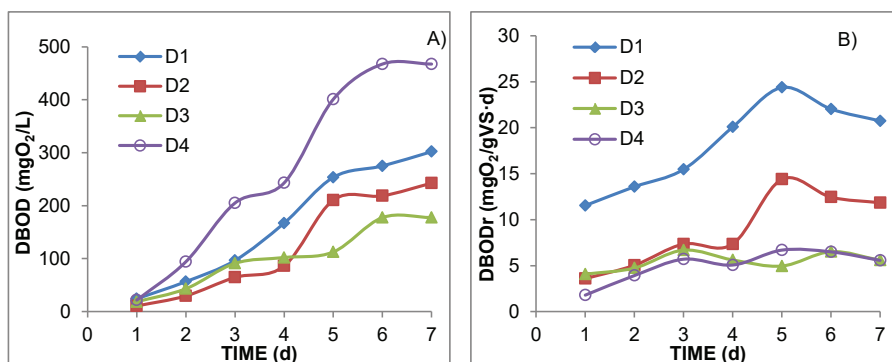 A)
D1
D2
D3
D4
500
400
300
200
100
0
DBOD (mgO₂/L)
0 1 2 3 4 5 6 7
TIME (d)
B)
D1
D2
D3
D4
30
25
20
15
10
5
0
DBODr (mgO₂/gVS·d)
0 1 2 3 4 5 6 7
TIME (d)